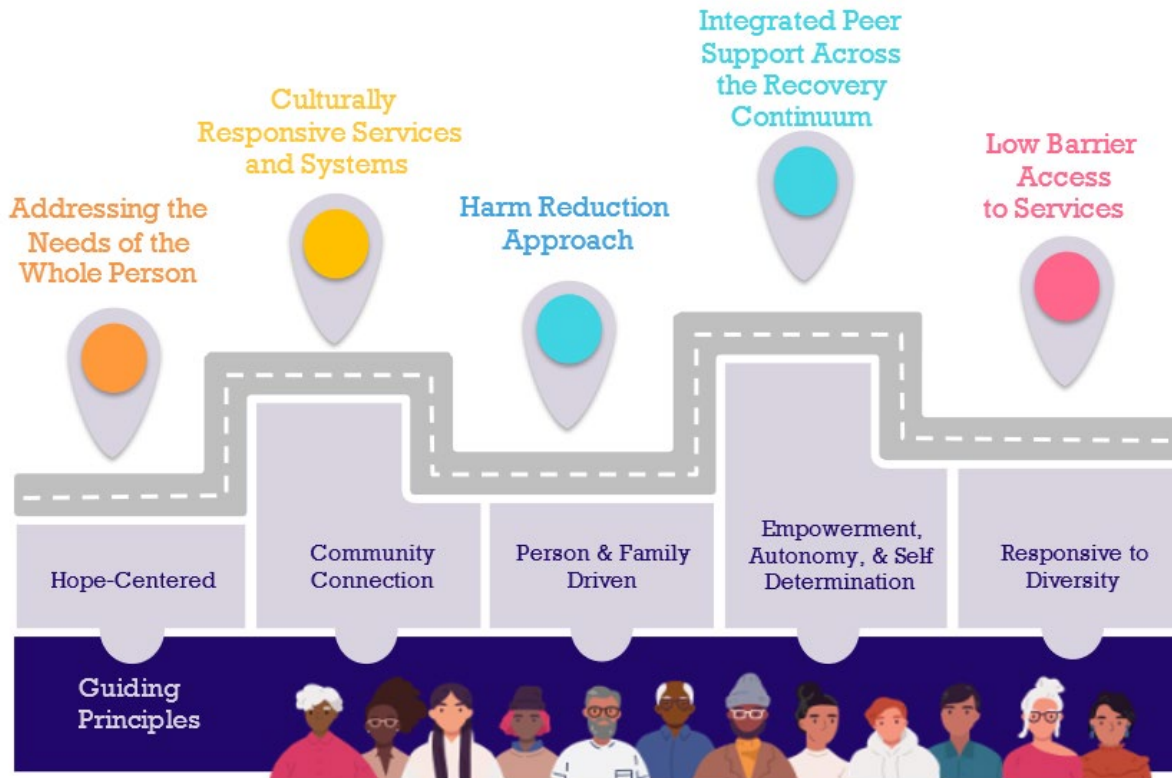 Addressing the
Needs of the
Whole Person
Culturally
Responsive Services
and Systems
Harm Reduction
Approach
Integrated Peer
Support Across
the Recovery
Continuum
Low Barrier
Access
to Services
Hope-Centered
Community
Connection
Person & Family
Driven
Empowerment,
Autonomy, & Self
Determination
Responsive to
Diversity
Guiding
Principles